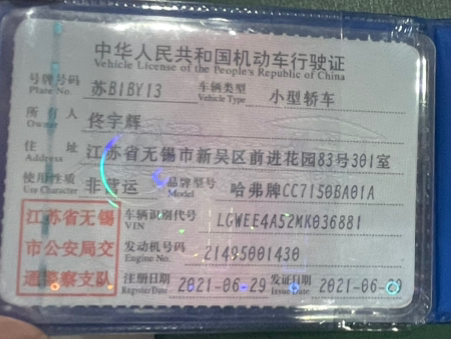 中华人民共和国机动车行驶证
Vehicle License of the People's Republic of China
号牌号码 Plate No. 苏B1BY13 车辆类型 Vehicle Type 小型轿车
所有人 Owner 佟宇辉
住址 Address 江苏省无锡市新吴区前进花园83号301室
使用性质 Use Character 非营运 品牌型号 Model 哈弗牌CC7150BA01A
江苏省无锡市公安局交通警察支队
车辆识别代号 VIN LGWEE4A52MK036881
发动机号码 Engine No. 21495001430
注册日期 Register Date 2021-06-29 发证日期 Issue Date 2021-06-